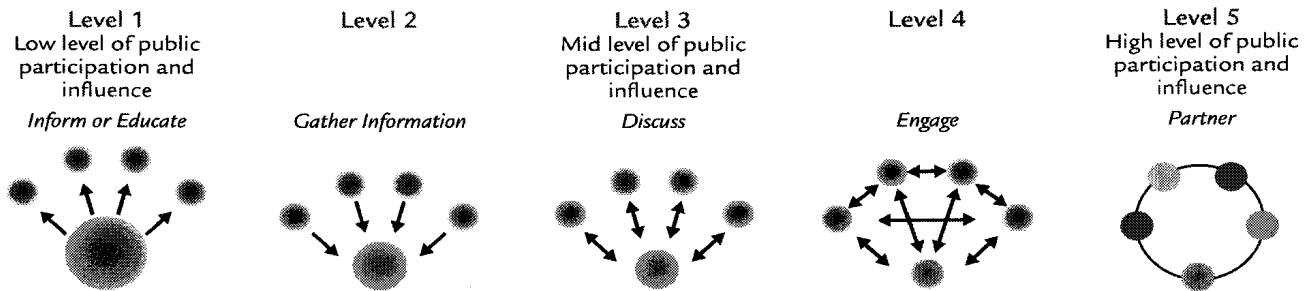 Level 1
Low level of public
participation and
influence
Inform or Educate
Level 2
Gather Information
Level 3
Mid level of public
participation and
influence
Discuss
Level 4
Engage
Level 5
High level of public
participation and
influence
Partner